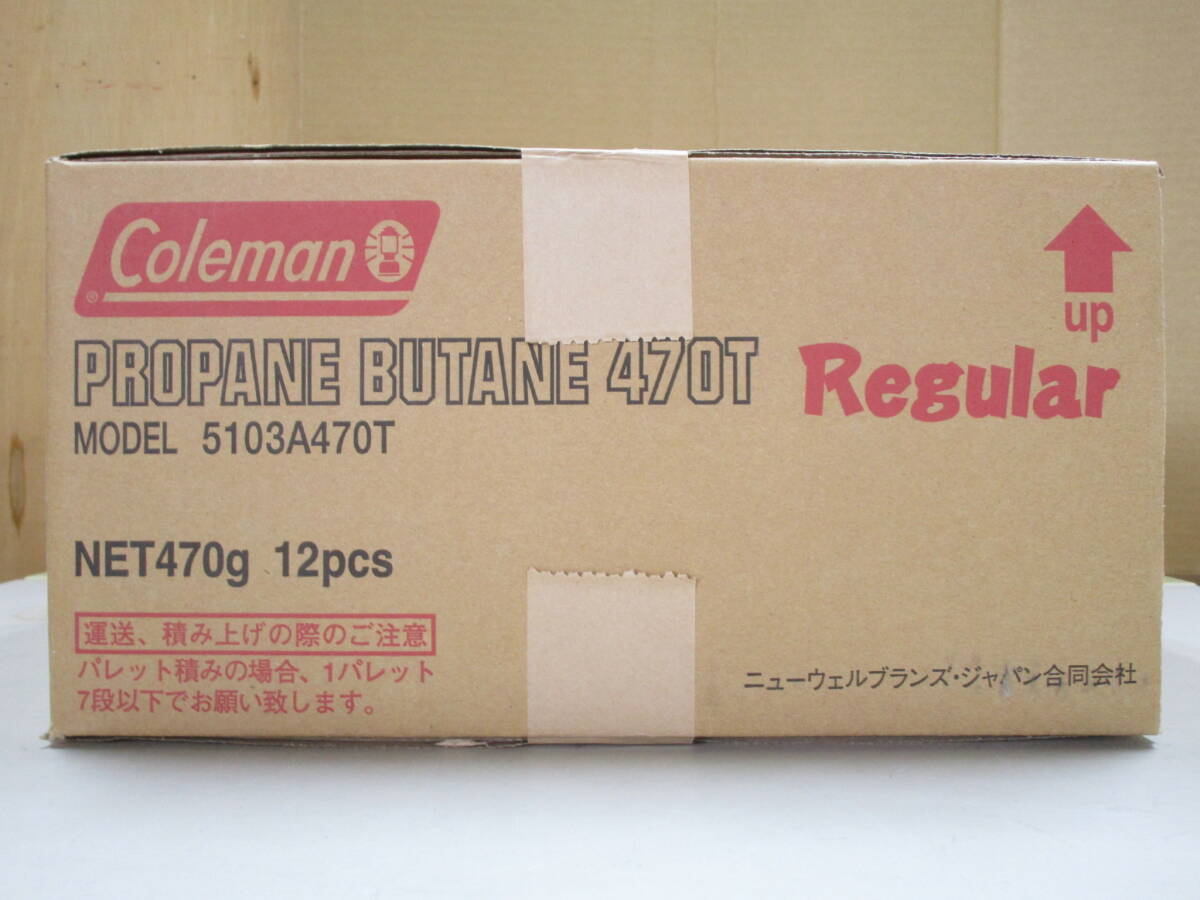 Coleman
®
up
PROPANE BUTANE 470T
Regular
MODEL 5103A470T
NET470g 12pcs
運送、積み上げの際のご注意
パレット積みの場合、1パレット
7段以下でお願い致します。
ニューウェルブランズ・ジャパン合同会社